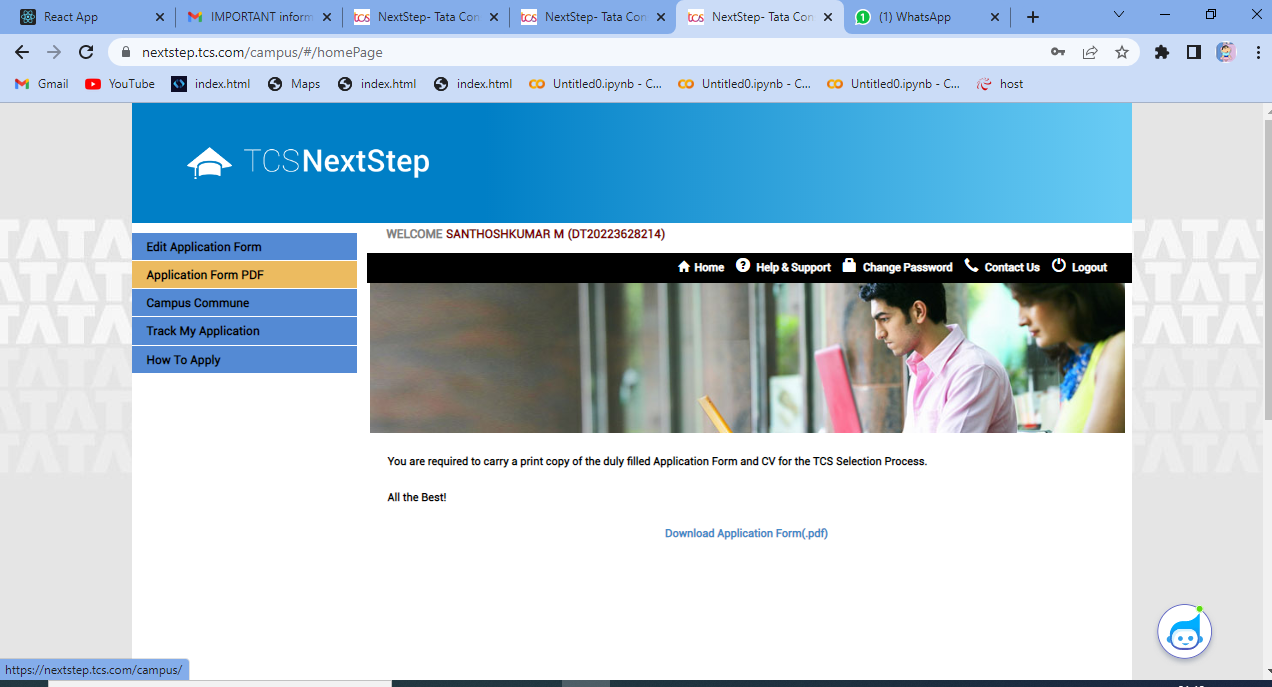 React App
IMPORTANT inform
NextStep- Tata Con
NextStep- Tata Con
NextStep- Tata Con
(1) WhatsApp
nextstep.tcs.com/campus/#/homePage
Gmail
YouTube
index.html
Maps
index.html
index.html
Untitled0.ipynb - C...
Untitled0.ipynb - C...
Untitled0.ipynb - C...
host
TCS NextStep
WELCOME SANTHOSHKUMAR M (DT20223628214)
Home
Help & Support
Change Password
Contact Us
Logout
Edit Application Form
Application Form PDF
Campus Commune
Track My Application
How To Apply
You are required to carry a print copy of the duly filled Application Form and CV for the TCS Selection Process.
All the Best!
Download Application Form(.pdf)
https://nextstep.tcs.com/campus/